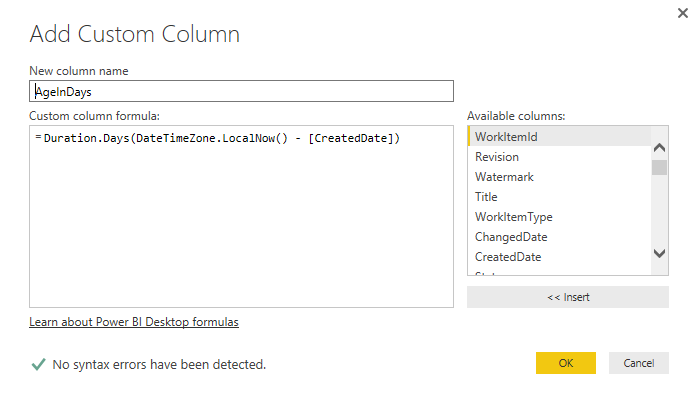 Add Custom Column
New column name
AgeInDays
Custom column formula:
= Duration.Days(DateTimeZone.LocalNow() - [CreatedDate])
Available columns:
WorkItemId
Revision
Watermark
Title
WorkItemType
ChangedDate
CreatedDate
<< Insert
Learn about Power BI Desktop formulas
No syntax errors have been detected.
OK
Cancel